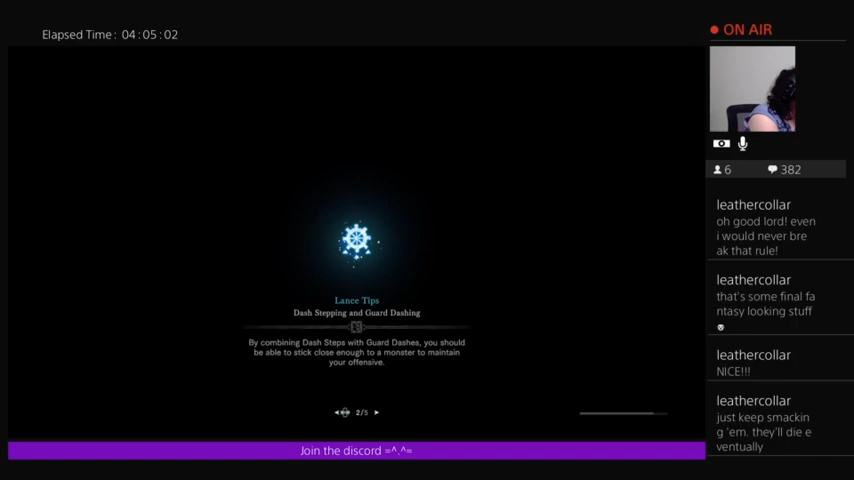 Elapsed Time: 04:05:02
ON AIR
6 382
leathercollar
oh good lord! even
i would never bre
ak that rule!
leathercollar
that's some final fa
ntasy looking stuff
leathercollar
NICE!!!
leathercollar
just keep smackin
g 'em. they'll die e
ventually
Lance Tips
Dash Stepping and Guard Dashing
By combining Dash Steps with Guard Dashes, you should
be able to stick close enough to a monster to maintain
your offensive.
2/5
Join the discord =^.^=